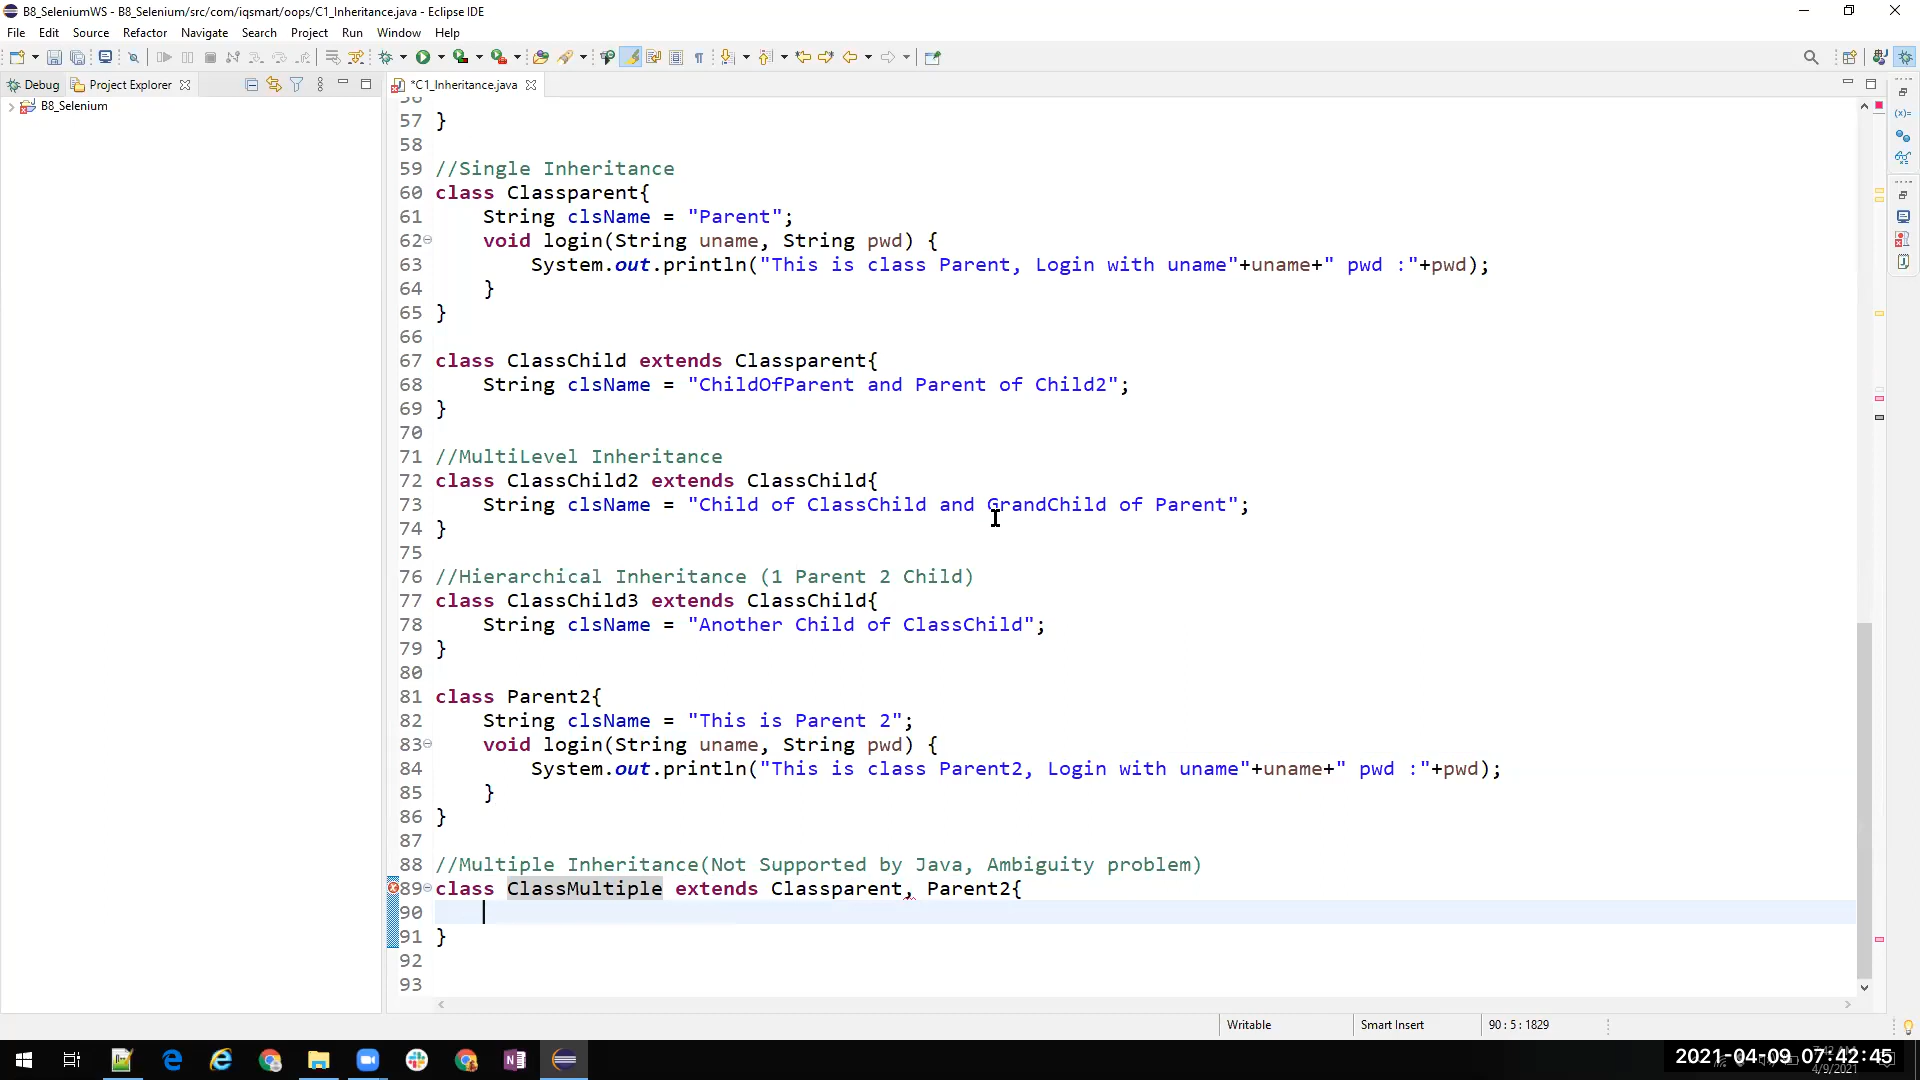 B8_SeleniumWS - B8_Selenium/src/com/iqsmart/oops/C1_Inheritance.java - Eclipse IDE
File Edit Source Refactor Navigate Search Project Run Window Help
Debug Project Explorer *C1_Inheritance.java
B8_Selenium
57 }
58
59 //Single Inheritance
60 class Classparent{
61 String clsName = "Parent";
62 void login(String uname, String pwd) {
63 System.out.println("This is class Parent, Login with uname"+uname+" pwd :"+pwd);
64 }
65 }
66
67 class ClassChild extends Classparent{
68 String clsName = "ChildOfParent and Parent of Child2";
69 }
70
71 //MultiLevel Inheritance
72 class ClassChild2 extends ClassChild{
73 String clsName = "Child of ClassChild and GrandChild of Parent";
74 }
75
76 //Hierarchical Inheritance (1 Parent 2 Child)
77 class ClassChild3 extends ClassChild{
78 String clsName = "Another Child of ClassChild";
79 }
80
81 class Parent2{
82 String clsName = "This is Parent 2";
83 void login(String uname, String pwd) {
84 System.out.println("This is class Parent2, Login with uname"+uname+" pwd :"+pwd);
85 }
86 }
87
88 //Multiple Inheritance(Not Supported by Java, Ambiguity problem)
89 class ClassMultiple extends Classparent, Parent2{
90
91 }
92
93
Writable Smart Insert 90 : 5 : 1829
2021-04-09 07:42:45
4/9/2021